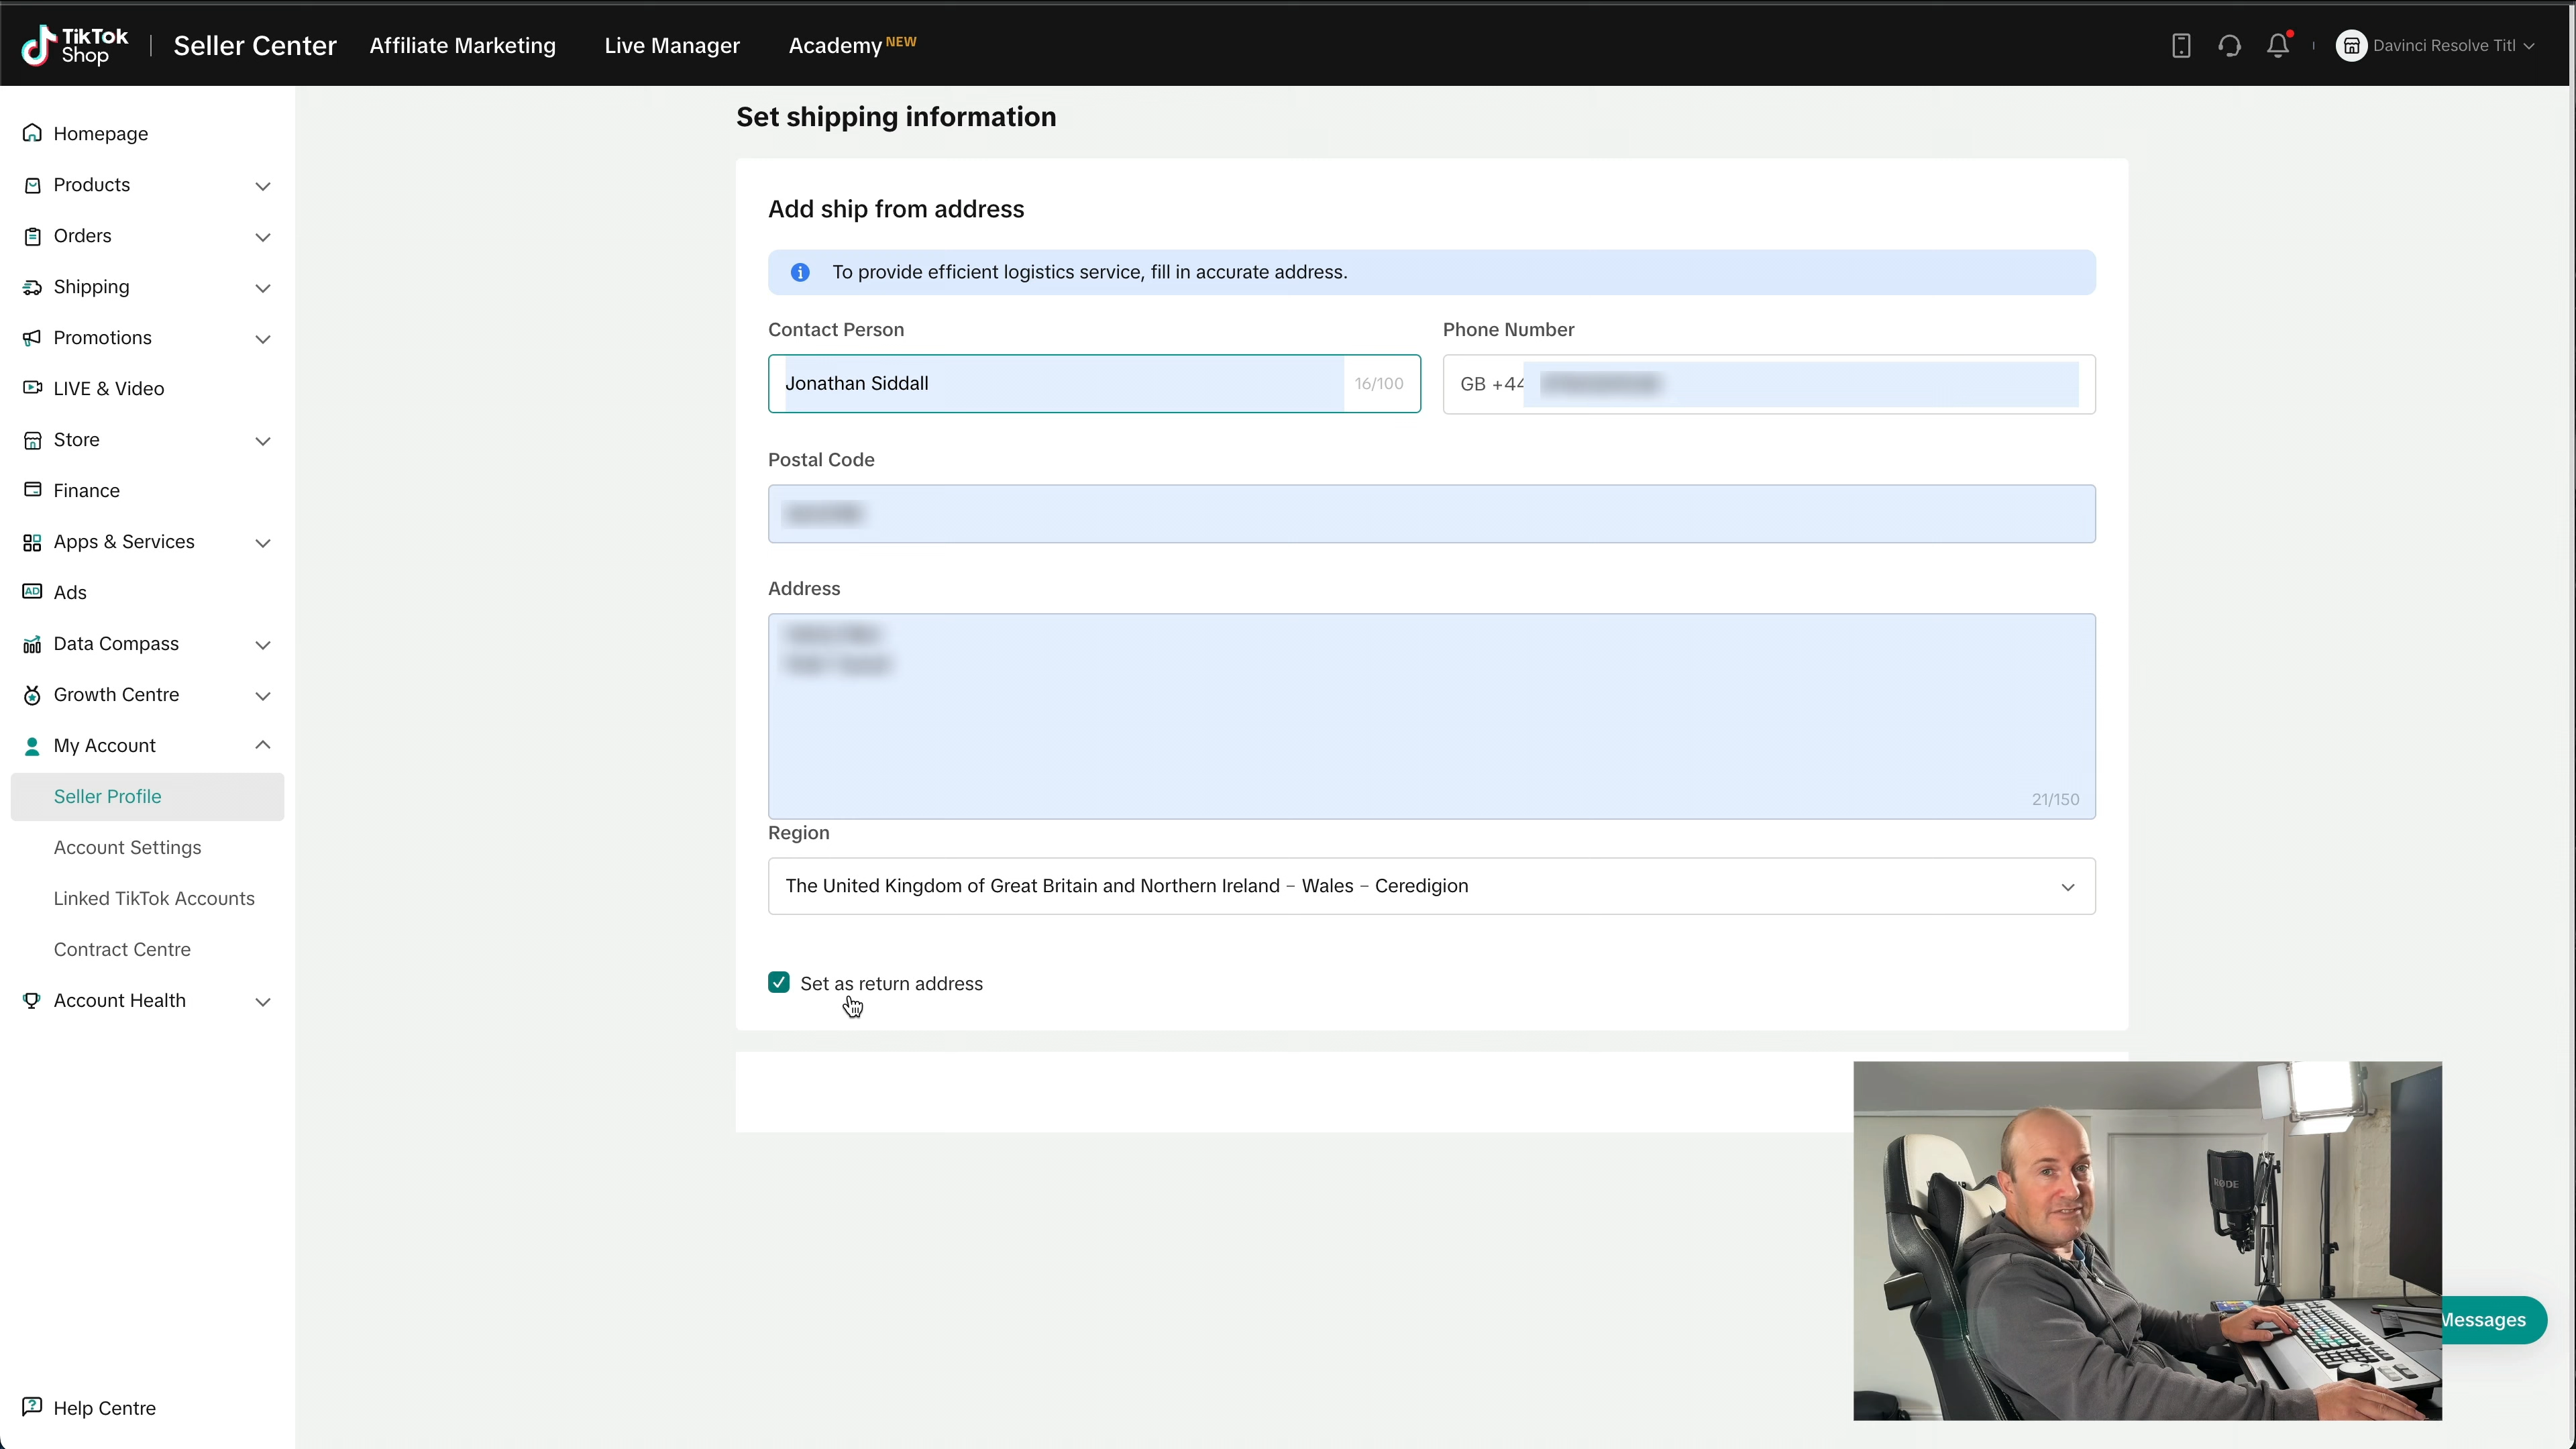 TikTok
Shop
Seller Center
Affiliate Marketing
Live Manager
Academy NEW
Davinci Resolve Titl
Homepage
Products
Orders
Shipping
Promotions
LIVE & Video
Store
Finance
Apps & Services
AD
Ads
Data Compass
Growth Centre
My Account
Seller Profile
Account Settings
Linked TikTok Accounts
Contract Centre
Account Health
Help Centre
Set shipping information
Add ship from address
To provide efficient logistics service, fill in accurate address.
Contact Person
Phone Number
Jonathan Siddall
16/100
GB +44
Postal Code
Address
21/150
Region
The United Kingdom of Great Britain and Northern Ireland – Wales – Ceredigion
Set as return address
RØDE
Messages